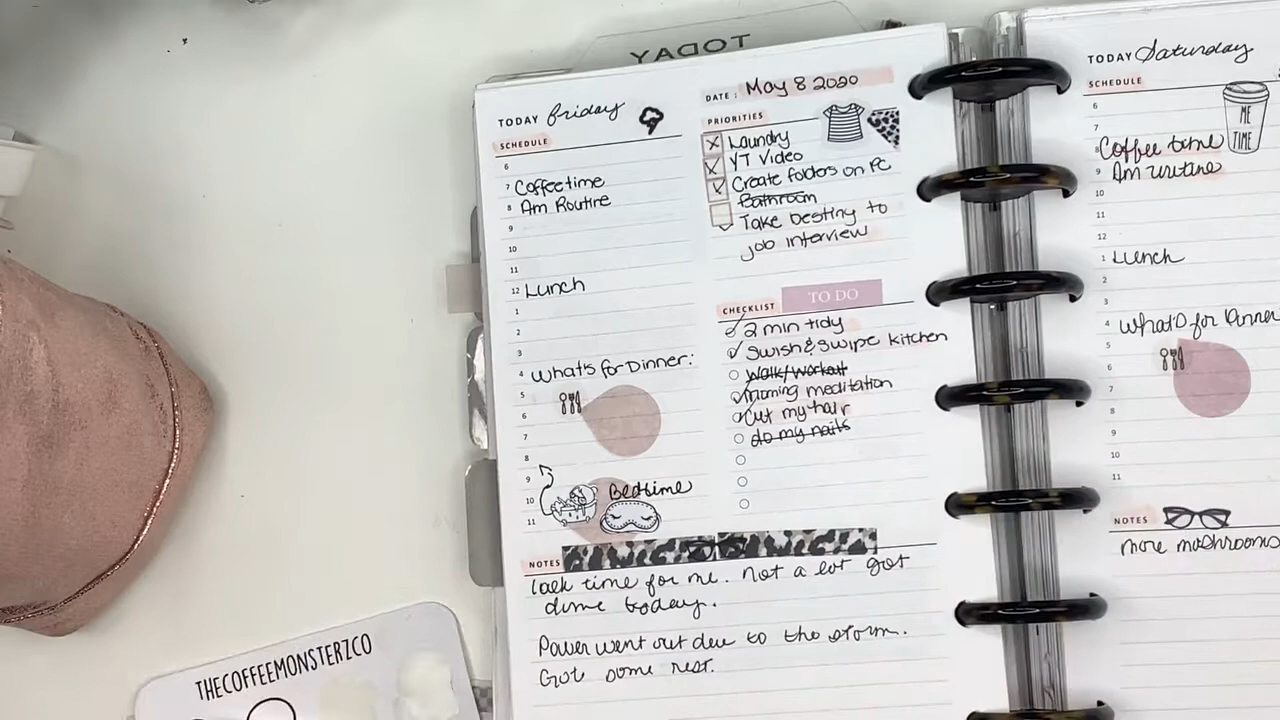 TODAY
TODAY Friday
DATE: May 8 2020
SCHEDULE
PRIORITIES
6
7 Coffee time
8 Am Routine
9
10
11
12 Lunch
1
2
3
4 What's for Dinner:
5
6
7
8
9
10 Bedtime
11
Laundry
YT Video
Create folders on PC
Bathroom
Take destiny to
job interview
CHECKLIST TO DO
2 min tidy
Swish & Swipe kitchen
Walk/Workout
morning meditation
Cut my hair
do my nails
NOTES
took time for me. Not a lot got
done today.
Power went out due to the storm.
Got some rest.
TODAY Saturday
SCHEDULE
6
7
8 Coffee time
9 Am routine
10
11
12
1 Lunch
2
3
4 What's for Dinner
5
6
7
8
9
10
11
ME
TIME
NOTES
more mushrooms
THECOFFEEMONSTERZCO